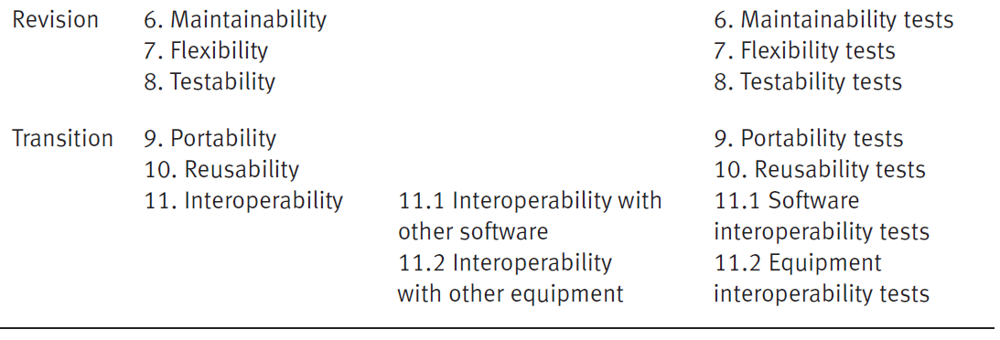 Revision 6. Maintainability 6. Maintainability tests
7. Flexibility 7. Flexibility tests
8. Testability 8. Testability tests
Transition 9. Portability 9. Portability tests
10. Reusability 10. Reusability tests
11. Interoperability 11.1 Interoperability with 11.1 Software
other software interoperability tests
11.2 Interoperability 11.2 Equipment
with other equipment interoperability tests